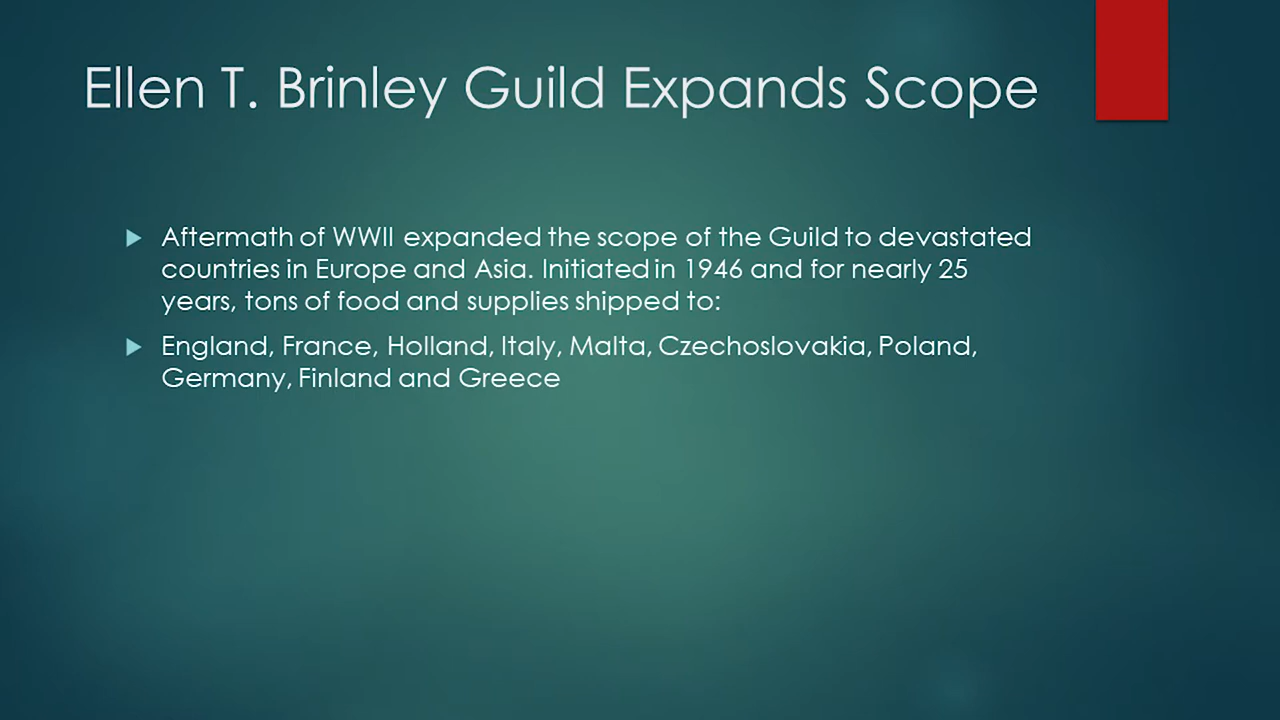 Ellen T. Brinley Guild Expands Scope
Aftermath of WWII expanded the scope of the Guild to devastated
countries in Europe and Asia. Initiated in 1946 and for nearly 25
years, tons of food and supplies shipped to:
England, France, Holland, Italy, Malta, Czechoslovakia, Poland,
Germany, Finland and Greece